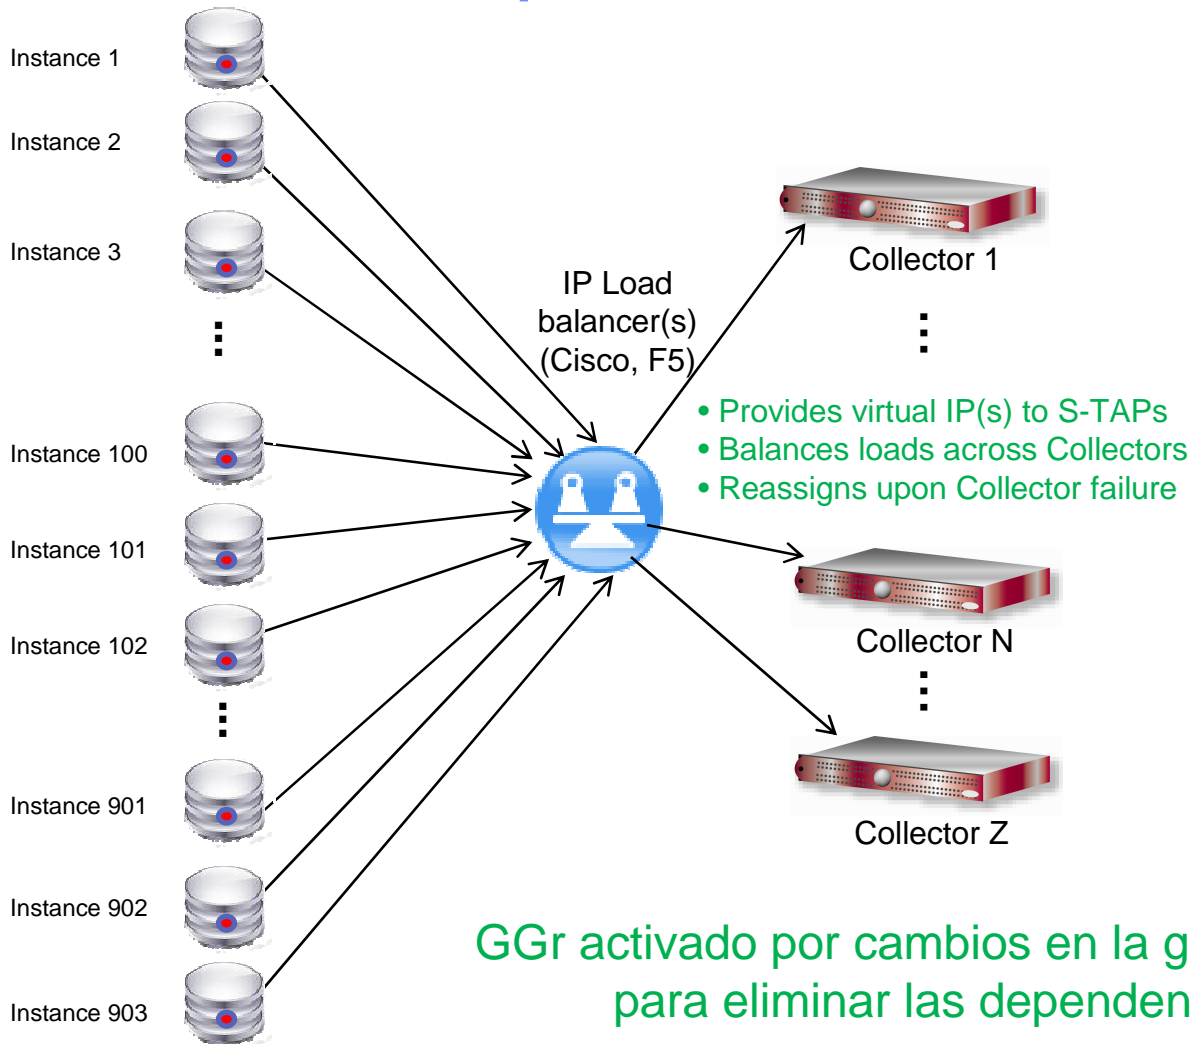 Instance 1
Instance 2
Instance 3
Instance 100
Instance 101
Instance 102
Instance 901
Instance 902
Instance 903
IP Load
balancer(s)
(Cisco, F5)
Collector 1
• Provides virtual IP(s) to S-TAPs
• Balances loads across Collectors
• Reassigns upon Collector failure
Collector N
Collector Z
GGr activado por cambios en la g
para eliminar las dependen